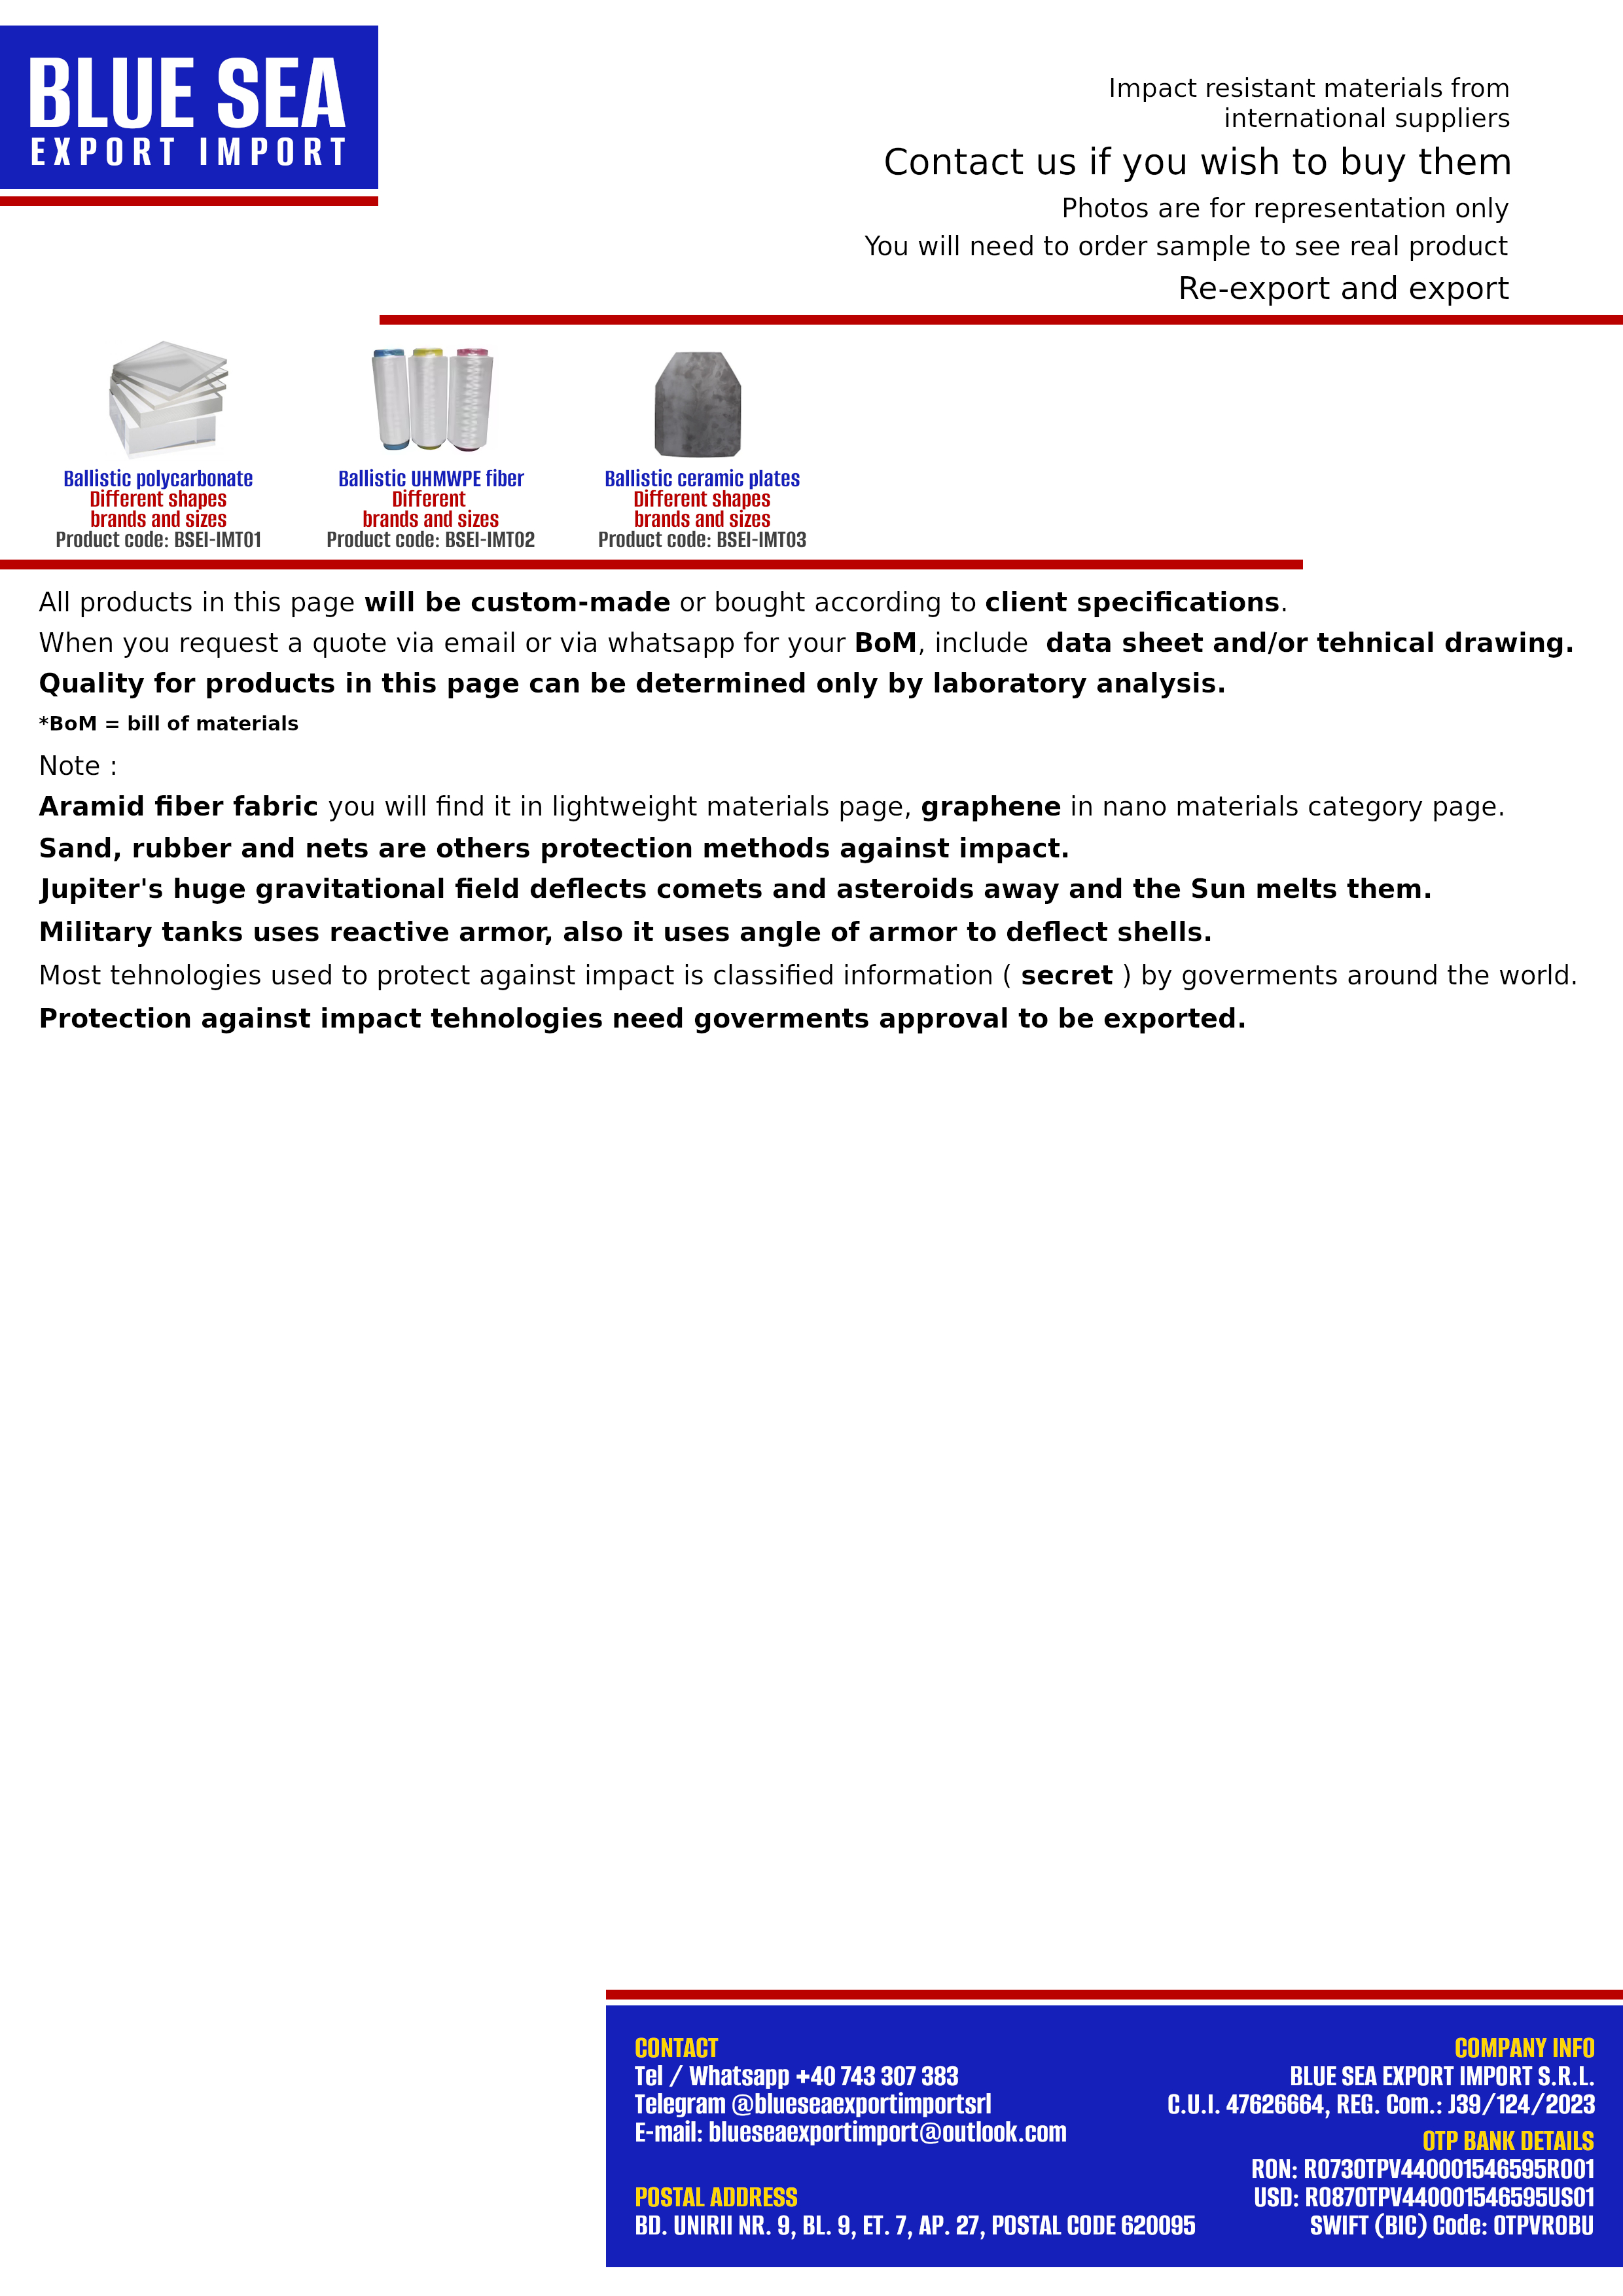 BLUE SEA
EXPORT IMPORT
Impact resistant materials from
international suppliers
Contact us if you wish to buy them
Photos are for representation only
You will need to order sample to see real product
Re-export and export
Ballistic polycarbonate
Different shapes
brands and sizes
Product code: BSEI-IMT01
Ballistic UHMWPE fiber
Different
brands and sizes
Product code: BSEI-IMT02
Ballistic ceramic plates
Different shapes
brands and sizes
Product code: BSEI-IMT03
All products in this page will be custom-made or bought according to client specifications.
When you request a quote via email or via whatsapp for your BoM, include  data sheet and/or tehnical drawing.
Quality for products in this page can be determined only by laboratory analysis.
*BoM = bill of materials
Note :
Aramid fiber fabric you will find it in lightweight materials page, graphene in nano materials category page.
Sand, rubber and nets are others protection methods against impact.
Jupiter's huge gravitational field deflects comets and asteroids away and the Sun melts them.
Military tanks uses reactive armor, also it uses angle of armor to deflect shells.
Most tehnologies used to protect against impact is classified information ( secret ) by goverments around the world.
Protection against impact tehnologies need goverments approval to be exported.
CONTACT
Tel / Whatsapp +40 743 307 383
Telegram @blueseaexportimportsrl
E-mail: blueseaexportimport@outlook.com
POSTAL ADDRESS
BD. UNIRII NR. 9, BL. 9, ET. 7, AP. 27, POSTAL CODE 620095
COMPANY INFO
BLUE SEA EXPORT IMPORT S.R.L.
C.U.I. 47626664, REG. Com.: J39/124/2023
OTP BANK DETAILS
RON: RO73OTPV440001546595RO01
USD: RO87OTPV440001546595US01
SWIFT (BIC) Code: OTPVROBU